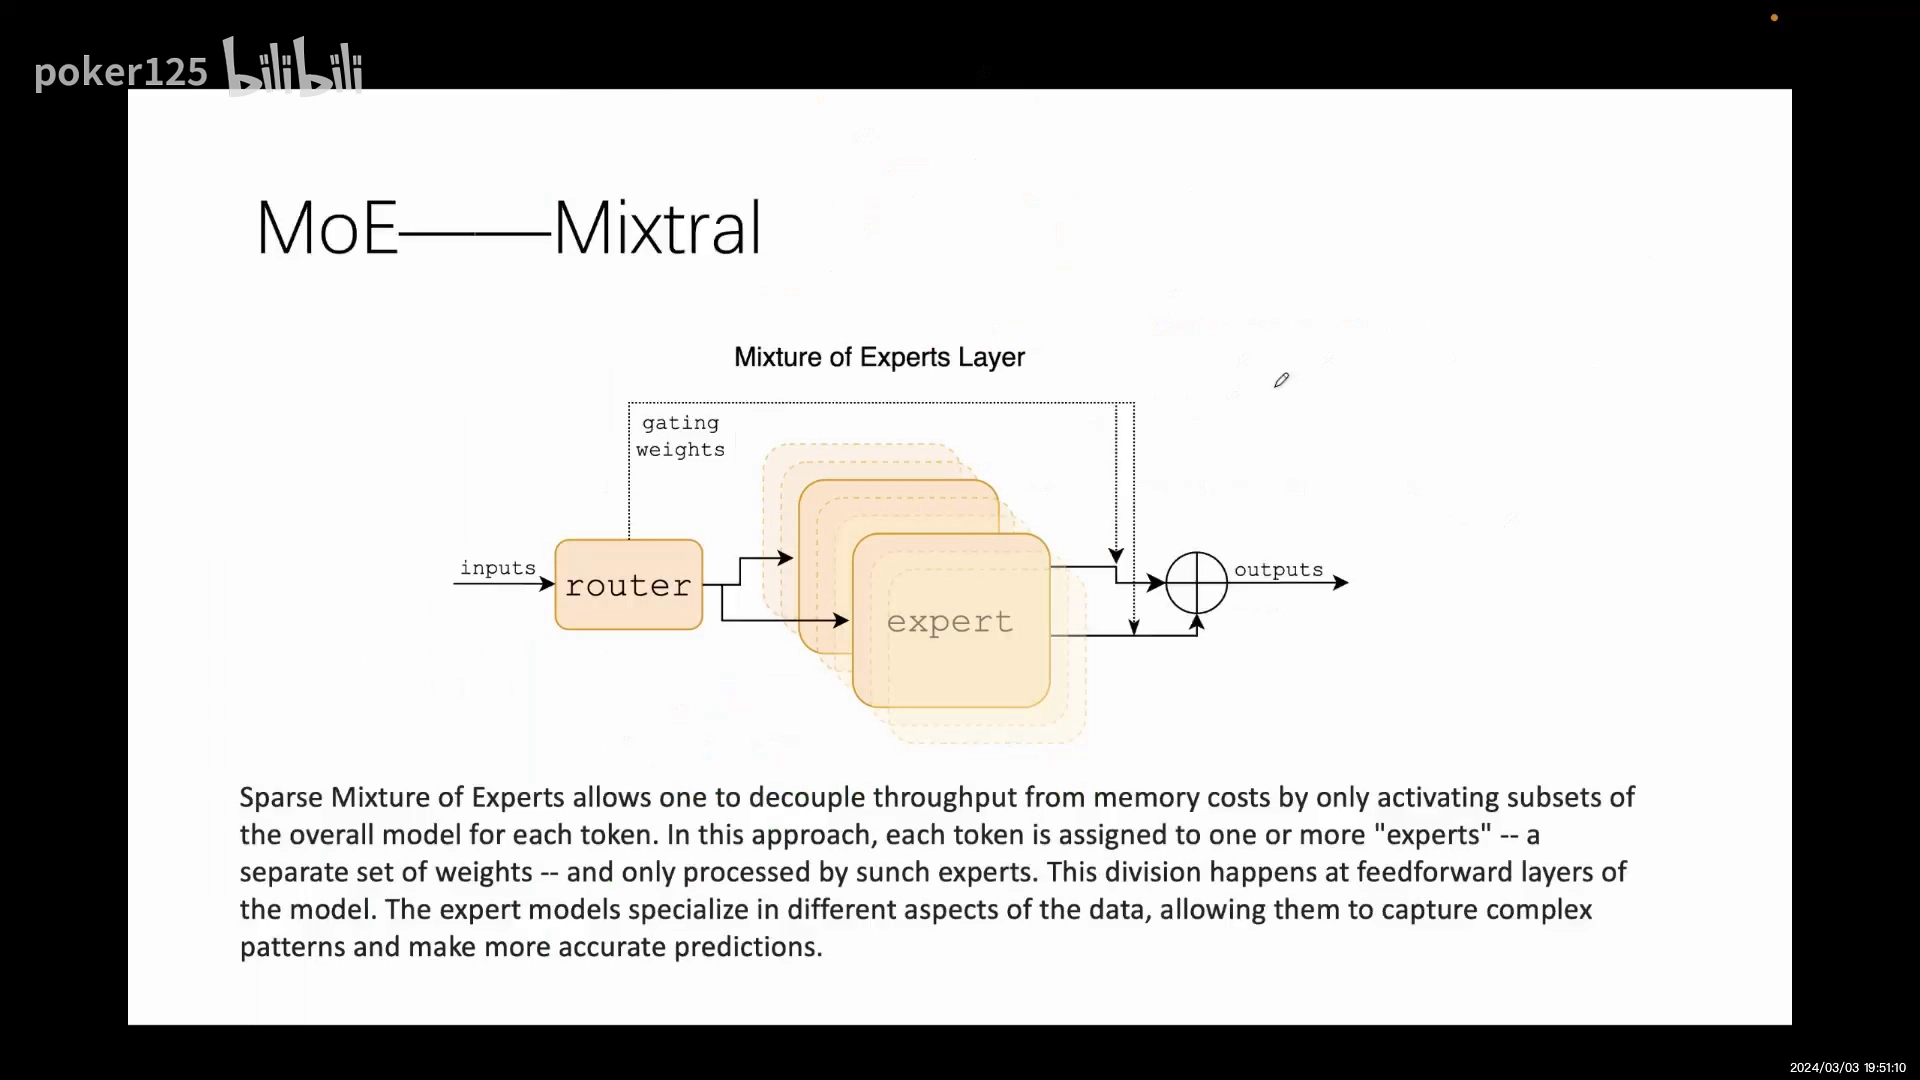 poker125 bilibili
MoE——Mixtral
Mixture of Experts Layer
gating
weights
inputs
router
expert
outputs
Sparse Mixture of Experts allows one to decouple throughput from memory costs by only activating subsets of
the overall model for each token. In this approach, each token is assigned to one or more "experts" -- a
separate set of weights -- and only processed by sunch experts. This division happens at feedforward layers of
the model. The expert models specialize in different aspects of the data, allowing them to capture complex
patterns and make more accurate predictions.
2024/03/03 19:51:10